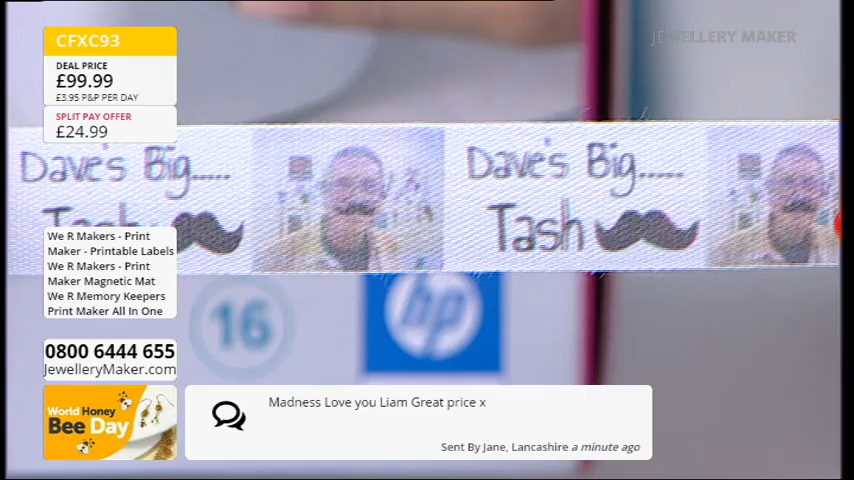 CFXC93
JEWELLERY MAKER
DEAL PRICE
£99.99
£3.95 P&P PER DAY
SPLIT PAY OFFER
£24.99
Dave's Big.....
Tash
Dave's Big.....
Tash
We R Makers - Print
Maker - Printable Labels
We R Makers - Print
Maker Magnetic Mat
We R Memory Keepers
Print Maker All In One
16
hp
0800 6444 655
JewelleryMaker.com
World Honey
Bee Day
Madness Love you Liam Great price x
Sent By Jane, Lancashire a minute ago